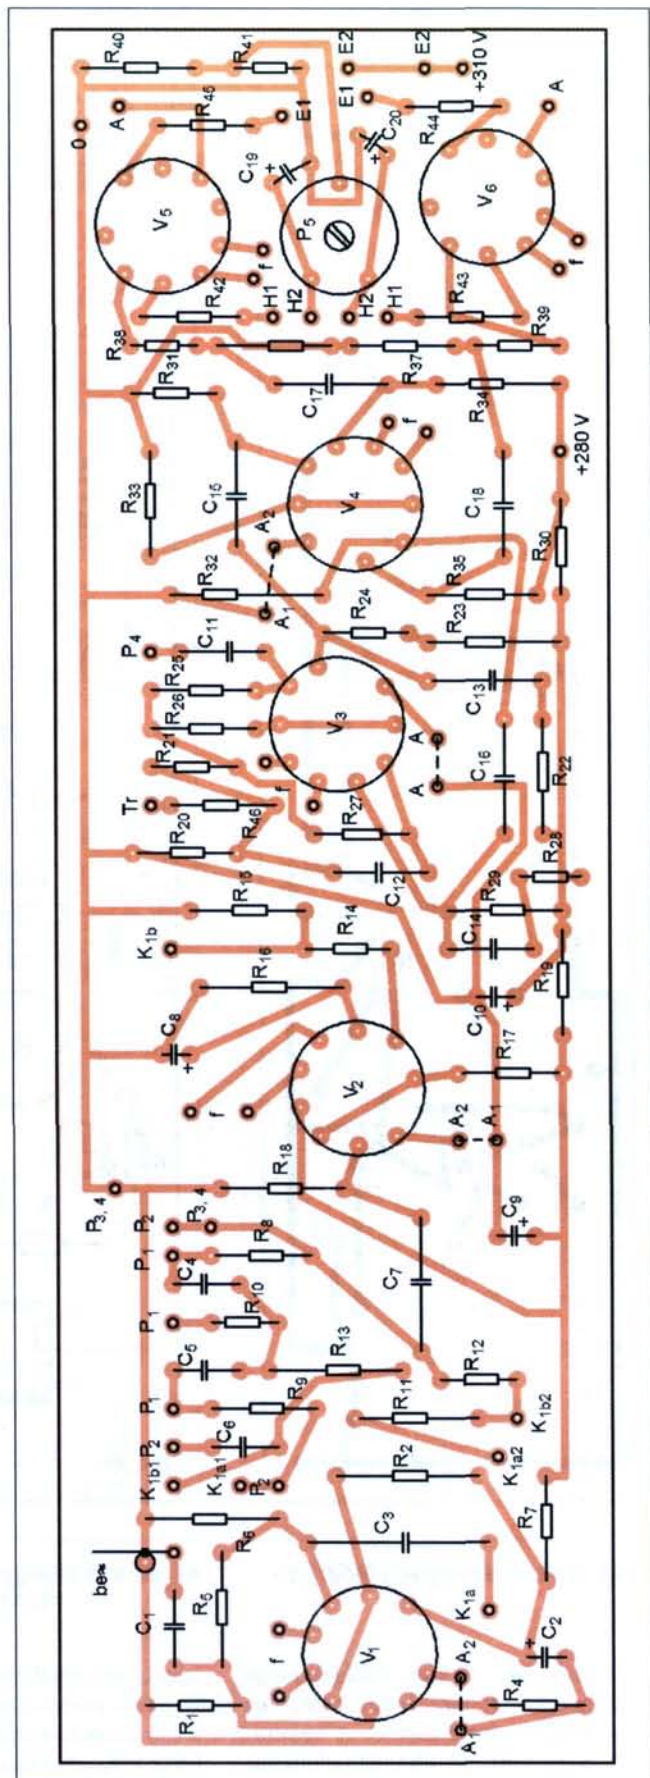 R40
R41
E2
E2
+310 V
0
A
R45
E1
E1
C20
R44
A
C19
+
+
V5
P5
V6
f
f
R42
H1
H2
H2
H1
R43
R38
R31
C17
R37
R34
R39
R33
C15
f
+280 V
V4
C18
A2
R32
A1
R24
R35
R30
R23
P4
C11
R25
R26
V3
C13
A
R21
f
A
C16
R22
Tr
R20
R46
R27
C12
R28
R29
K1b
R15
R14
C14
R16
C10
+
R19
C8
+
V2
R17
f
A2
A1
R18
P3, 4
P2
P3, 4
P1
R8
C9
+
C4
C7
P1
R10
C5
R13
R12
P1
R9
R11
P2
C6
K1b2
K1b1
K1a1
P2
R2
K1a2
be≈
R6
C3
R7
C1
R5
K1a
f
V1
+
C2
A2
R1
A1
R4